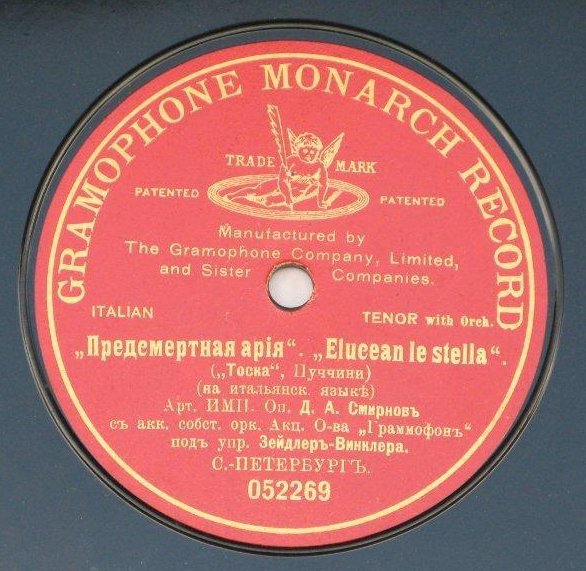 GRAMOPHONE MONARCH RECORD
TRADE MARK
PATENTED PATENTED
Manufactured by
The Gramophone Company, Limited,
and Sister Companies.
ITALIAN TENOR with Orch.
„Предсмертная арія“. „Elucean le stella“.
(„Тоска“, Пуччини)
(на итальянск. языкѣ)
Арт. ИМП. Оп. Д. А. Смирновъ
съ акк. собст. орк. Акц. О-ва „Граммофонъ“
подъ упр. Зейдлеръ-Винклера.
С.-ПЕТЕРБУРГЪ.
052269